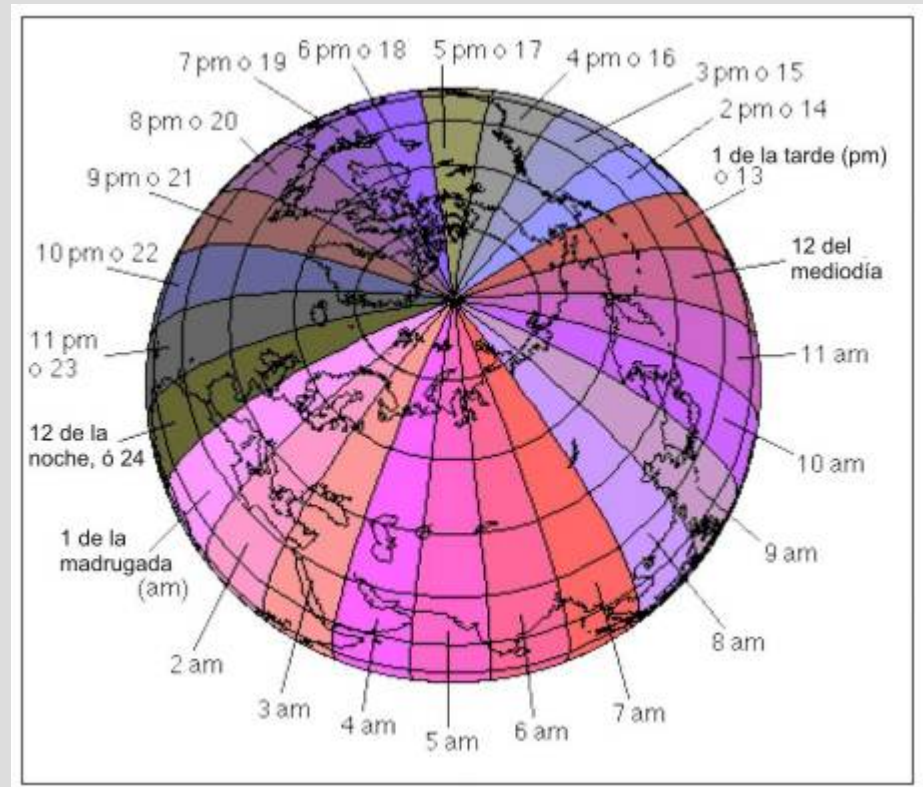 6 pm o 18
5 pm o 17
4 pm o 16
3 pm o 15
2 pm o 14
1 de la tarde (pm)
o 13
12 del
mediodía
11 am
10 am
9 am
8 am
7 am
6 am
5 am
4 am
3 am
2 am
1 de la
madrugada
(am)
12 de la
noche, ó 24
11 pm
o 23
10 pm o 22
9 pm o 21
8 pm o 20
7 pm o 19